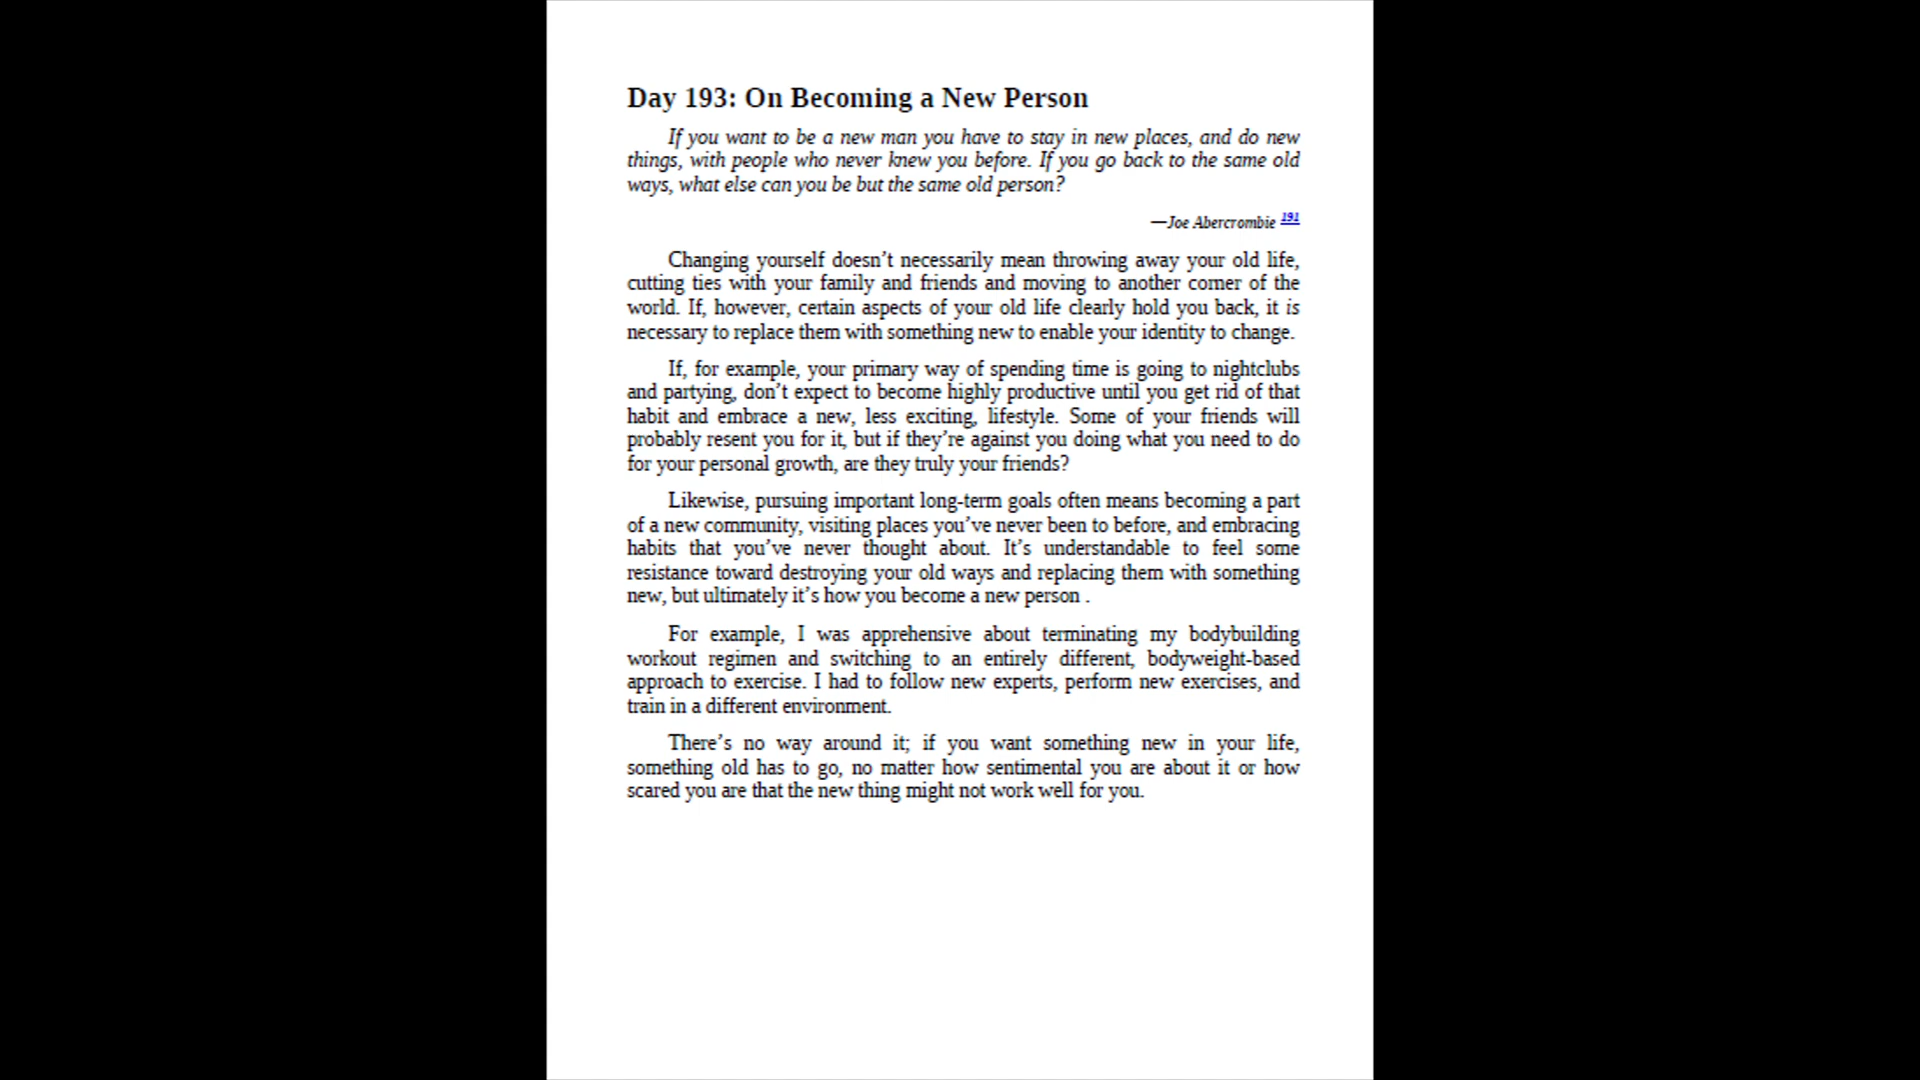 Day 193: On Becoming a New Person
If you want to be a new man you have to stay in new places, and do new
things, with people who never knew you before. If you go back to the same old
ways, what else can you be but the same old person?
—Joe Abercrombie 191
Changing yourself doesn’t necessarily mean throwing away your old life,
cutting ties with your family and friends and moving to another corner of the
world. If, however, certain aspects of your old life clearly hold you back, it is
necessary to replace them with something new to enable your identity to change.
If, for example, your primary way of spending time is going to nightclubs
and partying, don’t expect to become highly productive until you get rid of that
habit and embrace a new, less exciting, lifestyle. Some of your friends will
probably resent you for it, but if they’re against you doing what you need to do
for your personal growth, are they truly your friends?
Likewise, pursuing important long-term goals often means becoming a part
of a new community, visiting places you’ve never been to before, and embracing
habits that you’ve never thought about. It’s understandable to feel some
resistance toward destroying your old ways and replacing them with something
new, but ultimately it’s how you become a new person .
For example, I was apprehensive about terminating my bodybuilding
workout regimen and switching to an entirely different, bodyweight-based
approach to exercise. I had to follow new experts, perform new exercises, and
train in a different environment.
There’s no way around it; if you want something new in your life,
something old has to go, no matter how sentimental you are about it or how
scared you are that the new thing might not work well for you.